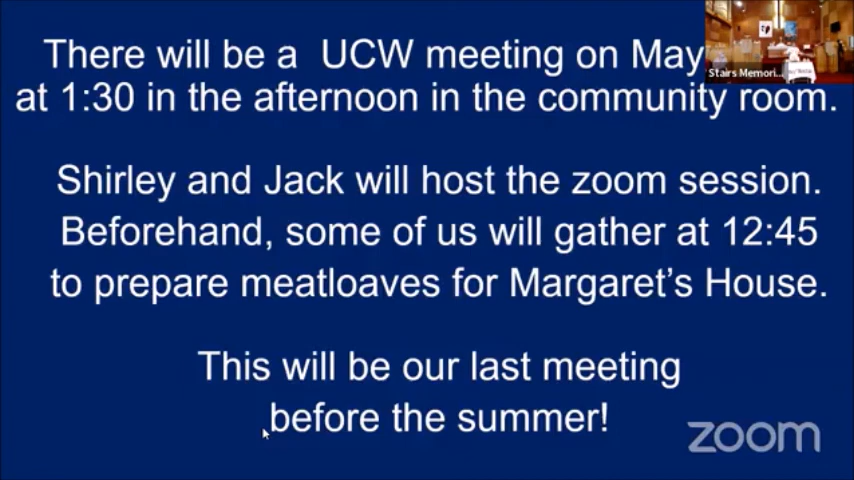 There will be a UCW meeting on May
Stairs Memori...
at 1:30 in the afternoon in the community room.
Shirley and Jack will host the zoom session.
Beforehand, some of us will gather at 12:45
to prepare meatloaves for Margaret's House.
This will be our last meeting
before the summer!
zoom